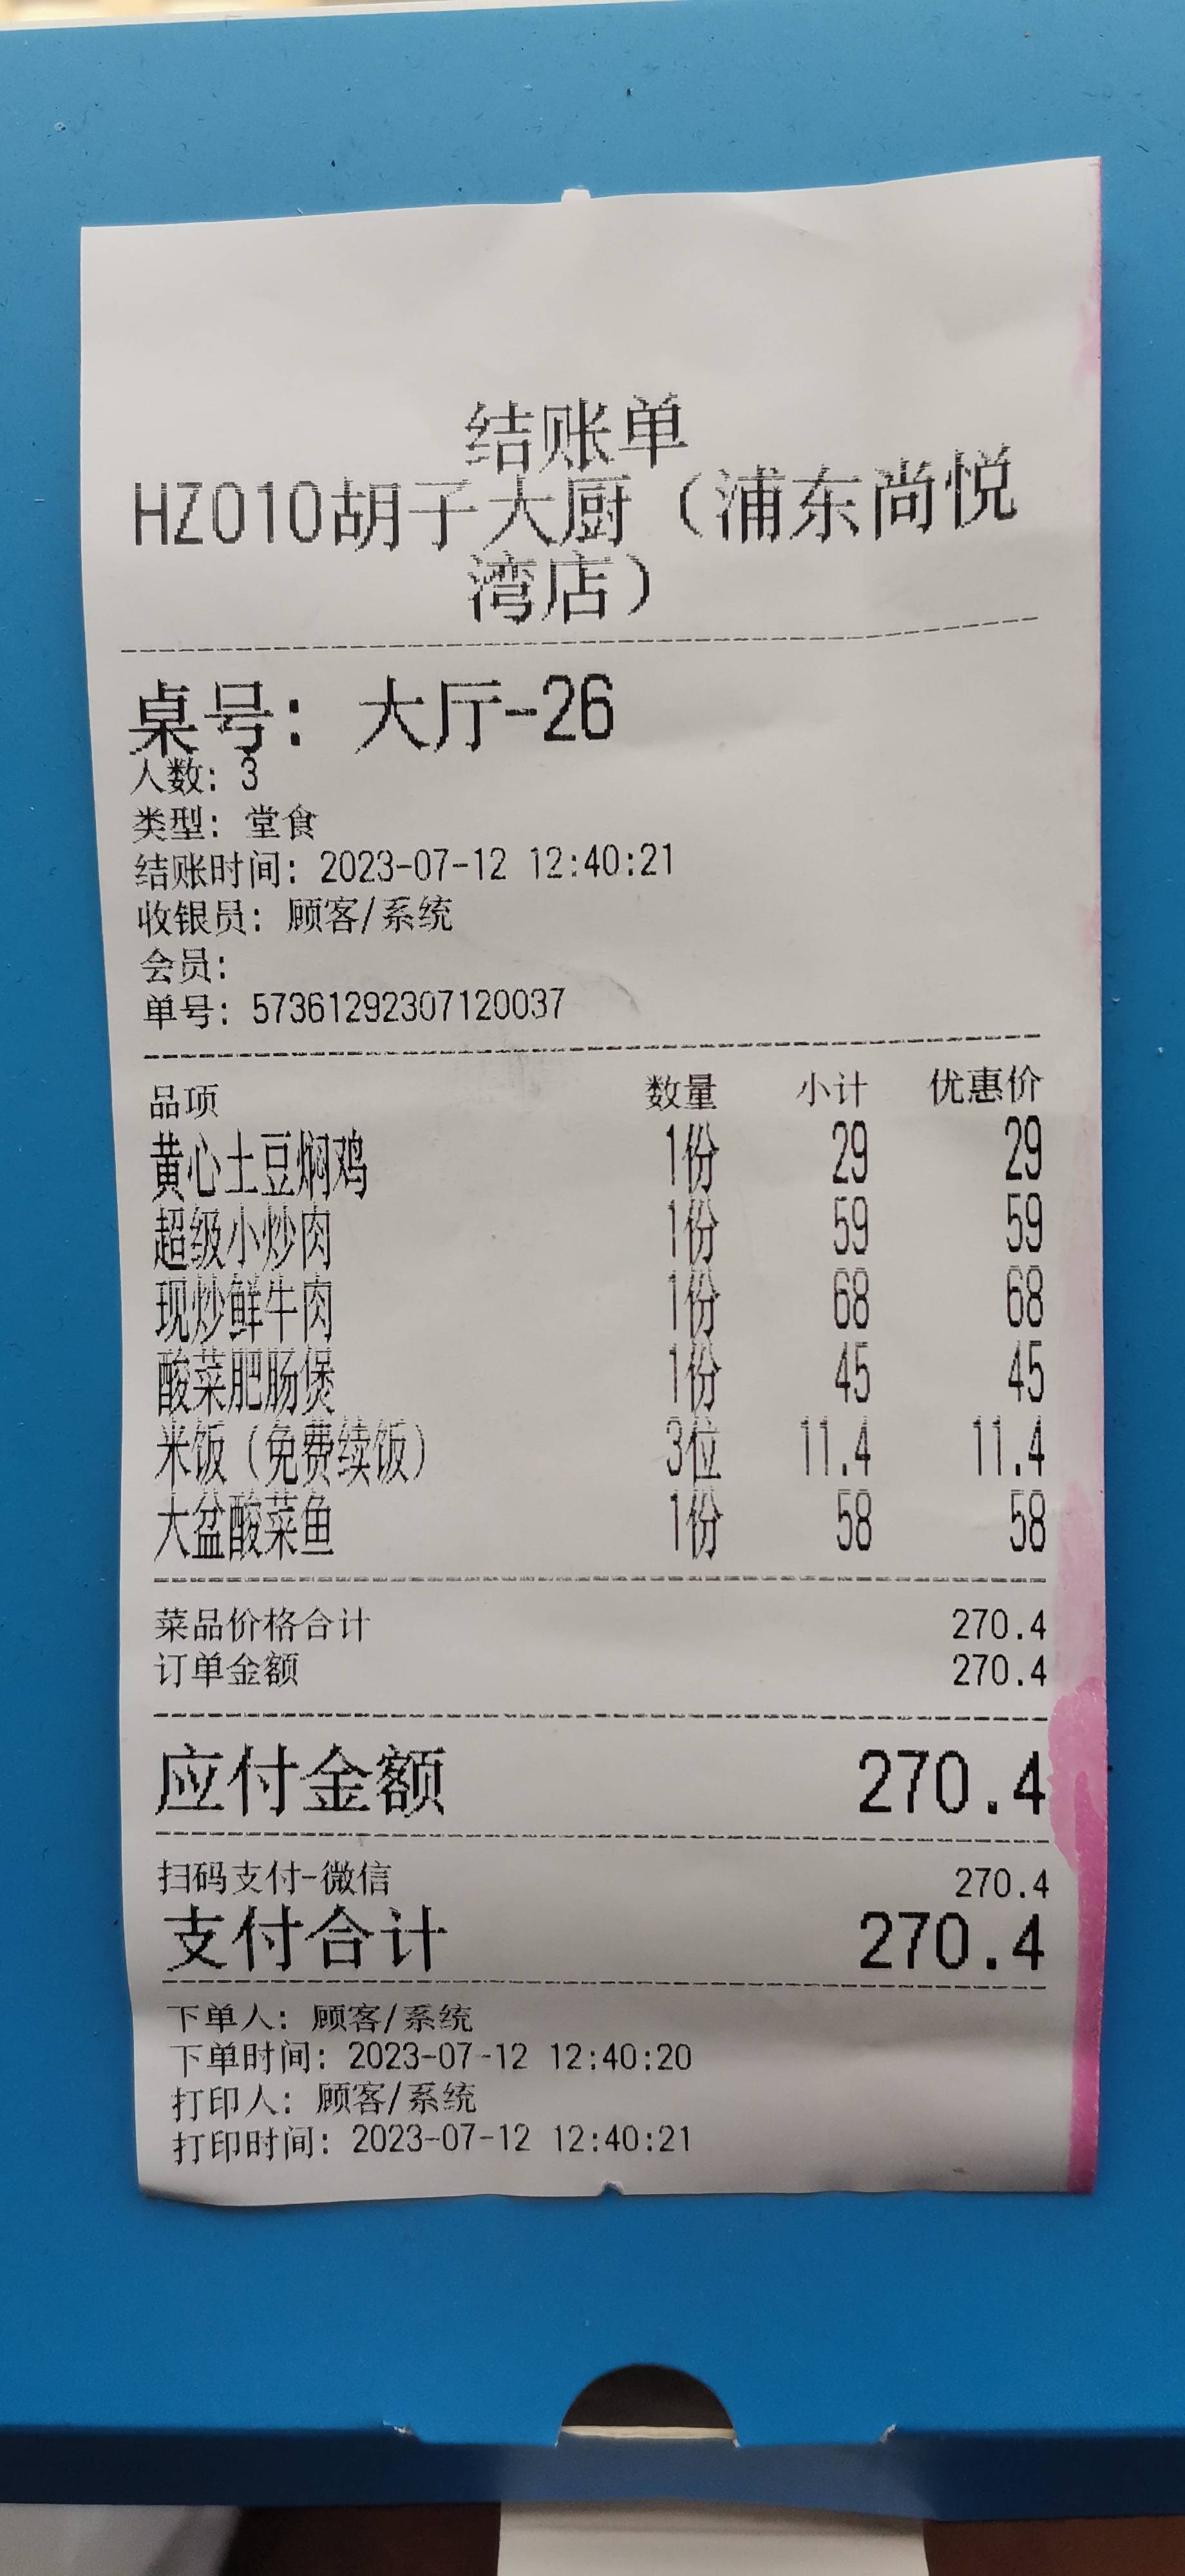 结账单
HZ010胡子大厨（浦东尚悦
湾店）
桌号：大厅-26
人数：3
类型：堂食
结账时间：2023-07-12 12:40:21
收银员：顾客/系统
会员：
单号：57361292307120037
品项 数量 小计 优惠价
黄心土豆焖鸡 1份 29 29
超级小炒肉 1份 59 59
现炒鲜牛肉 1份 68 68
酸菜肥肠煲 1份 45 45
米饭（免费续饭） 3位 11.4 11.4
大盆酸菜鱼 1份 58 58
菜品价格合计 270.4
订单金额 270.4
应付金额 270.4
扫码支付-微信 270.4
支付合计 270.4
下单人：顾客/系统
下单时间：2023-07-12 12:40:20
打印人：顾客/系统
打印时间：2023-07-12 12:40:21